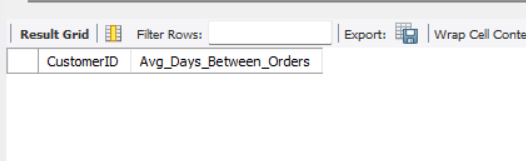 Result Grid Filter Rows: Export: Wrap Cell Conte
CustomerID Avg_Days_Between_Orders